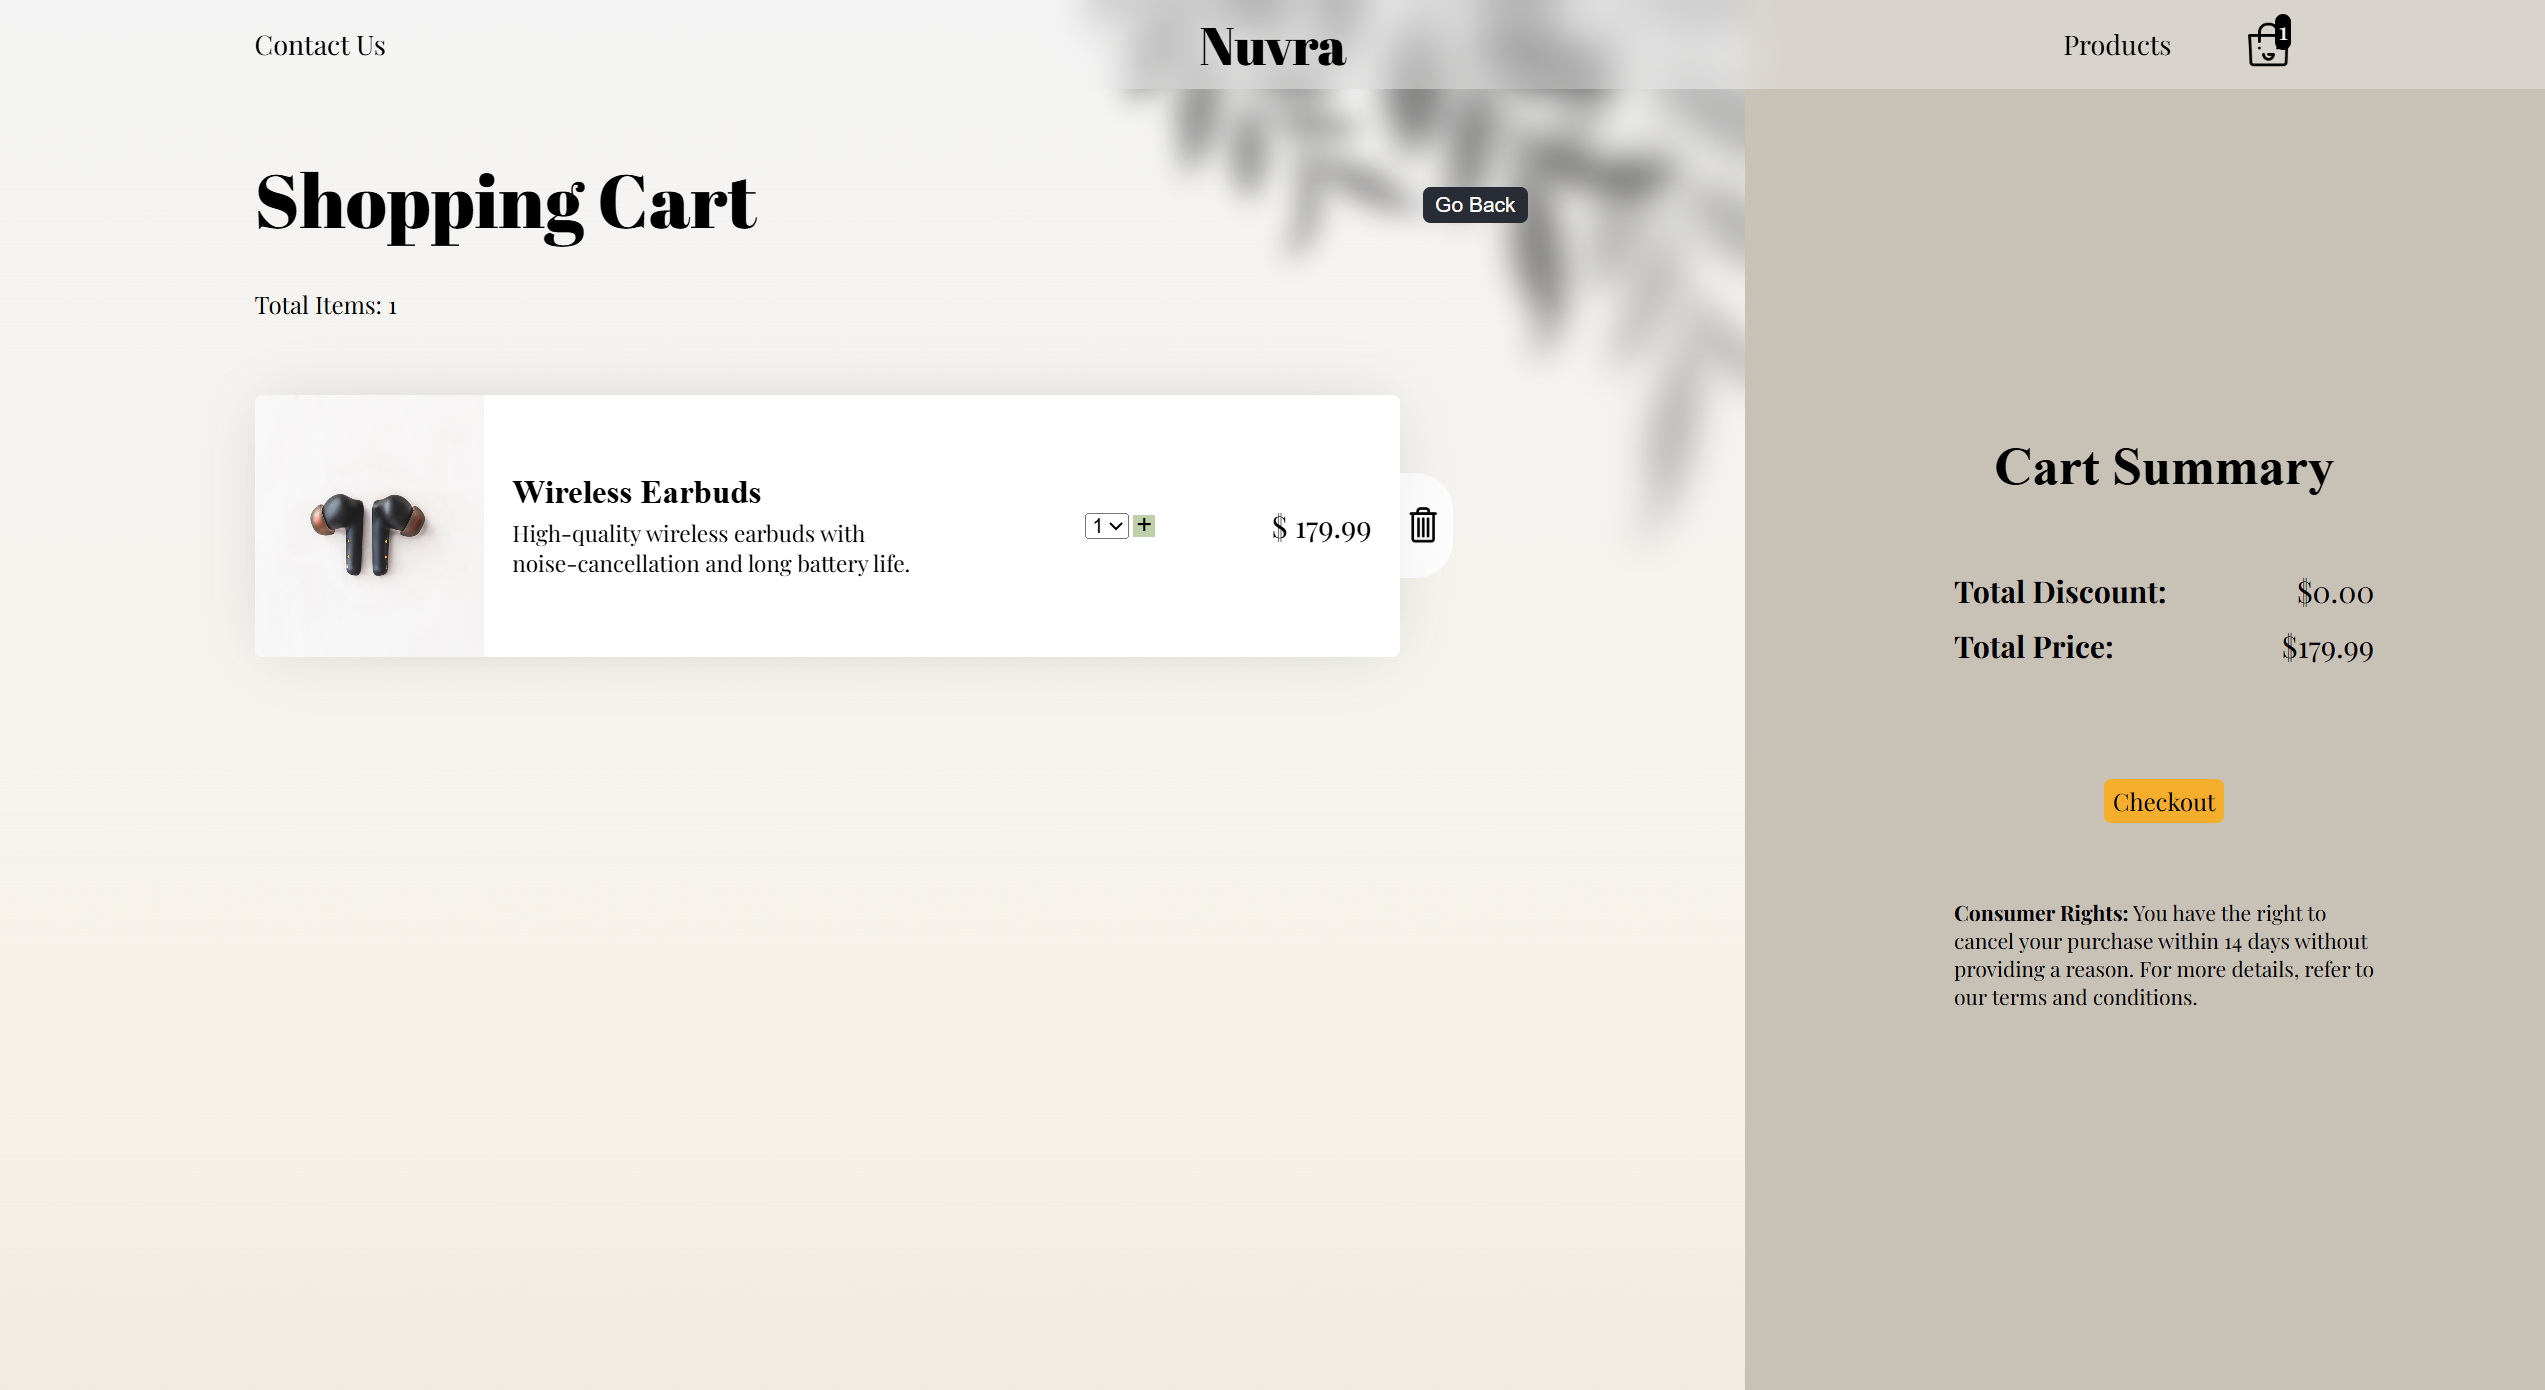 Contact Us
Nuvra
Products
1
Shopping Cart
Go Back
Total Items: 1
Wireless Earbuds
High-quality wireless earbuds with
noise-cancellation and long battery life.
1
+
$ 179.99
Cart Summary
Total Discount: $0.00
Total Price: $179.99
Checkout
Consumer Rights: You have the right to
cancel your purchase within 14 days without
providing a reason. For more details, refer to
our terms and conditions.